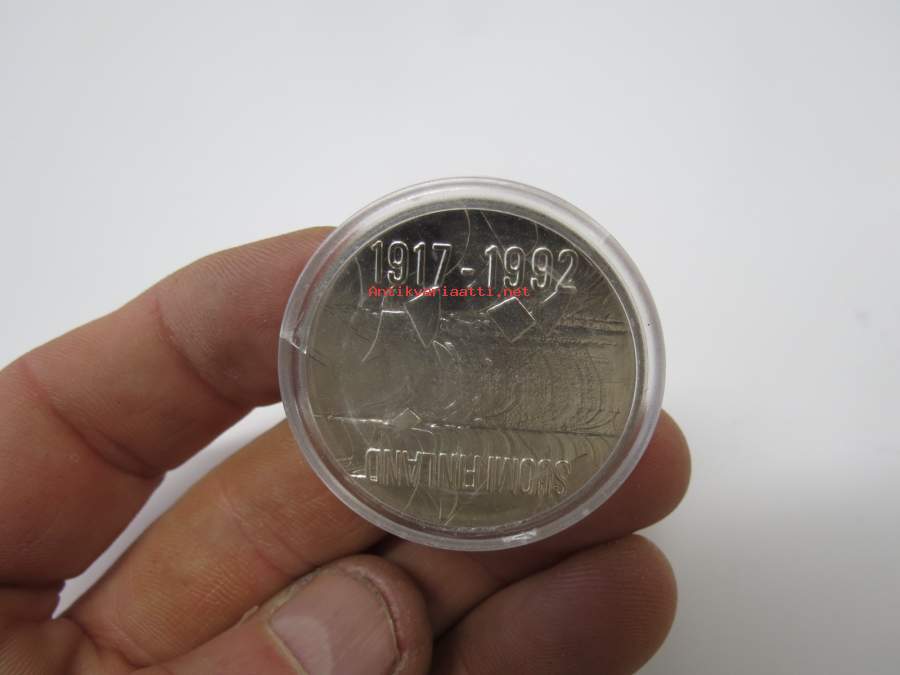 1917-1992
Antikvariaatti.net
SUOMI FINLAND